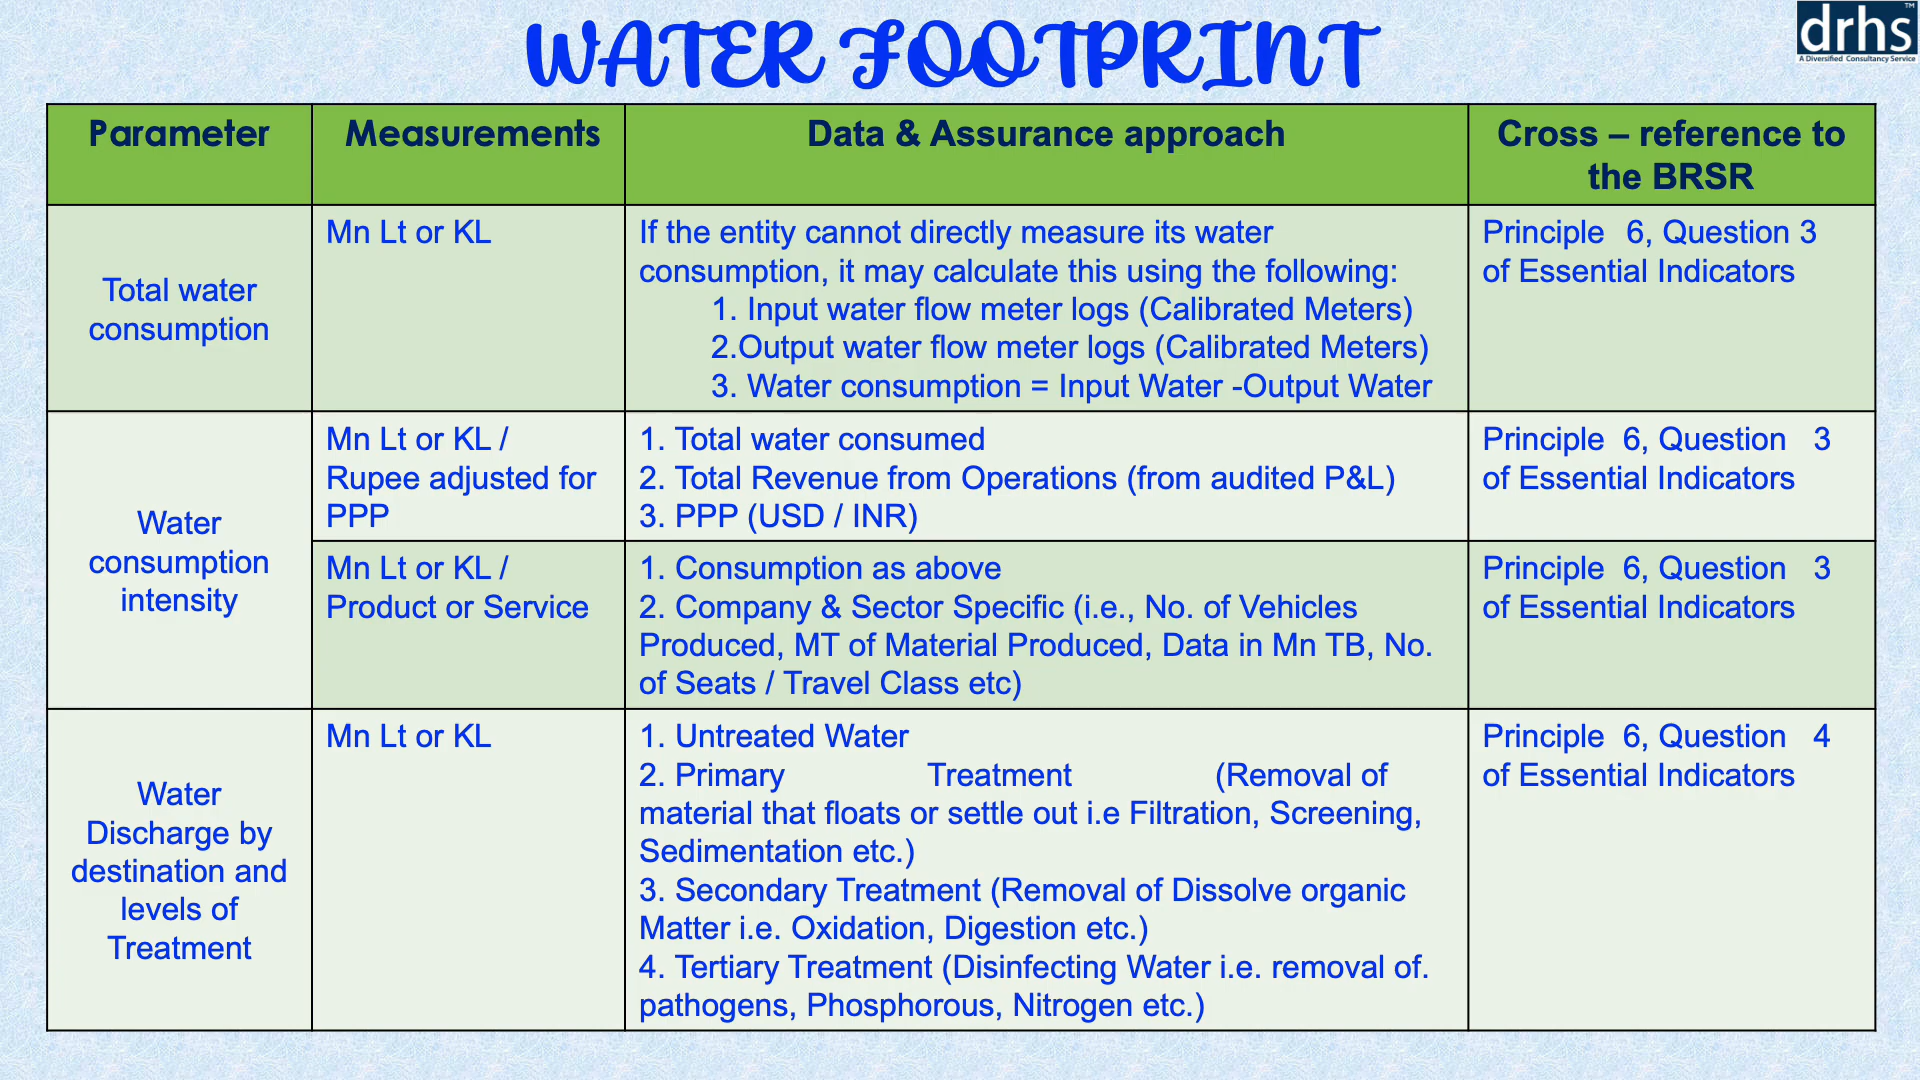 WATER FOOTPRINT
drhs™
A Diversified Consultancy Service
Parameter
Measurements
Data & Assurance approach
Cross – reference to
the BRSR
Total water
consumption
Mn Lt or KL
If the entity cannot directly measure its water
consumption, it may calculate this using the following:
1. Input water flow meter logs (Calibrated Meters)
2.Output water flow meter logs (Calibrated Meters)
3. Water consumption = Input Water -Output Water
Principle 6, Question 3
of Essential Indicators
Water
consumption
intensity
Mn Lt or KL /
Rupee adjusted for
PPP
1. Total water consumed
2. Total Revenue from Operations (from audited P&L)
3. PPP (USD / INR)
Principle 6, Question 3
of Essential Indicators
Mn Lt or KL /
Product or Service
1. Consumption as above
2. Company & Sector Specific (i.e., No. of Vehicles
Produced, MT of Material Produced, Data in Mn TB, No.
of Seats / Travel Class etc)
Principle 6, Question 3
of Essential Indicators
Water
Discharge by
destination and
levels of
Treatment
Mn Lt or KL
1. Untreated Water
2. Primary Treatment (Removal of
material that floats or settle out i.e Filtration, Screening,
Sedimentation etc.)
3. Secondary Treatment (Removal of Dissolve organic
Matter i.e. Oxidation, Digestion etc.)
4. Tertiary Treatment (Disinfecting Water i.e. removal of.
pathogens, Phosphorous, Nitrogen etc.)
Principle 6, Question 4
of Essential Indicators